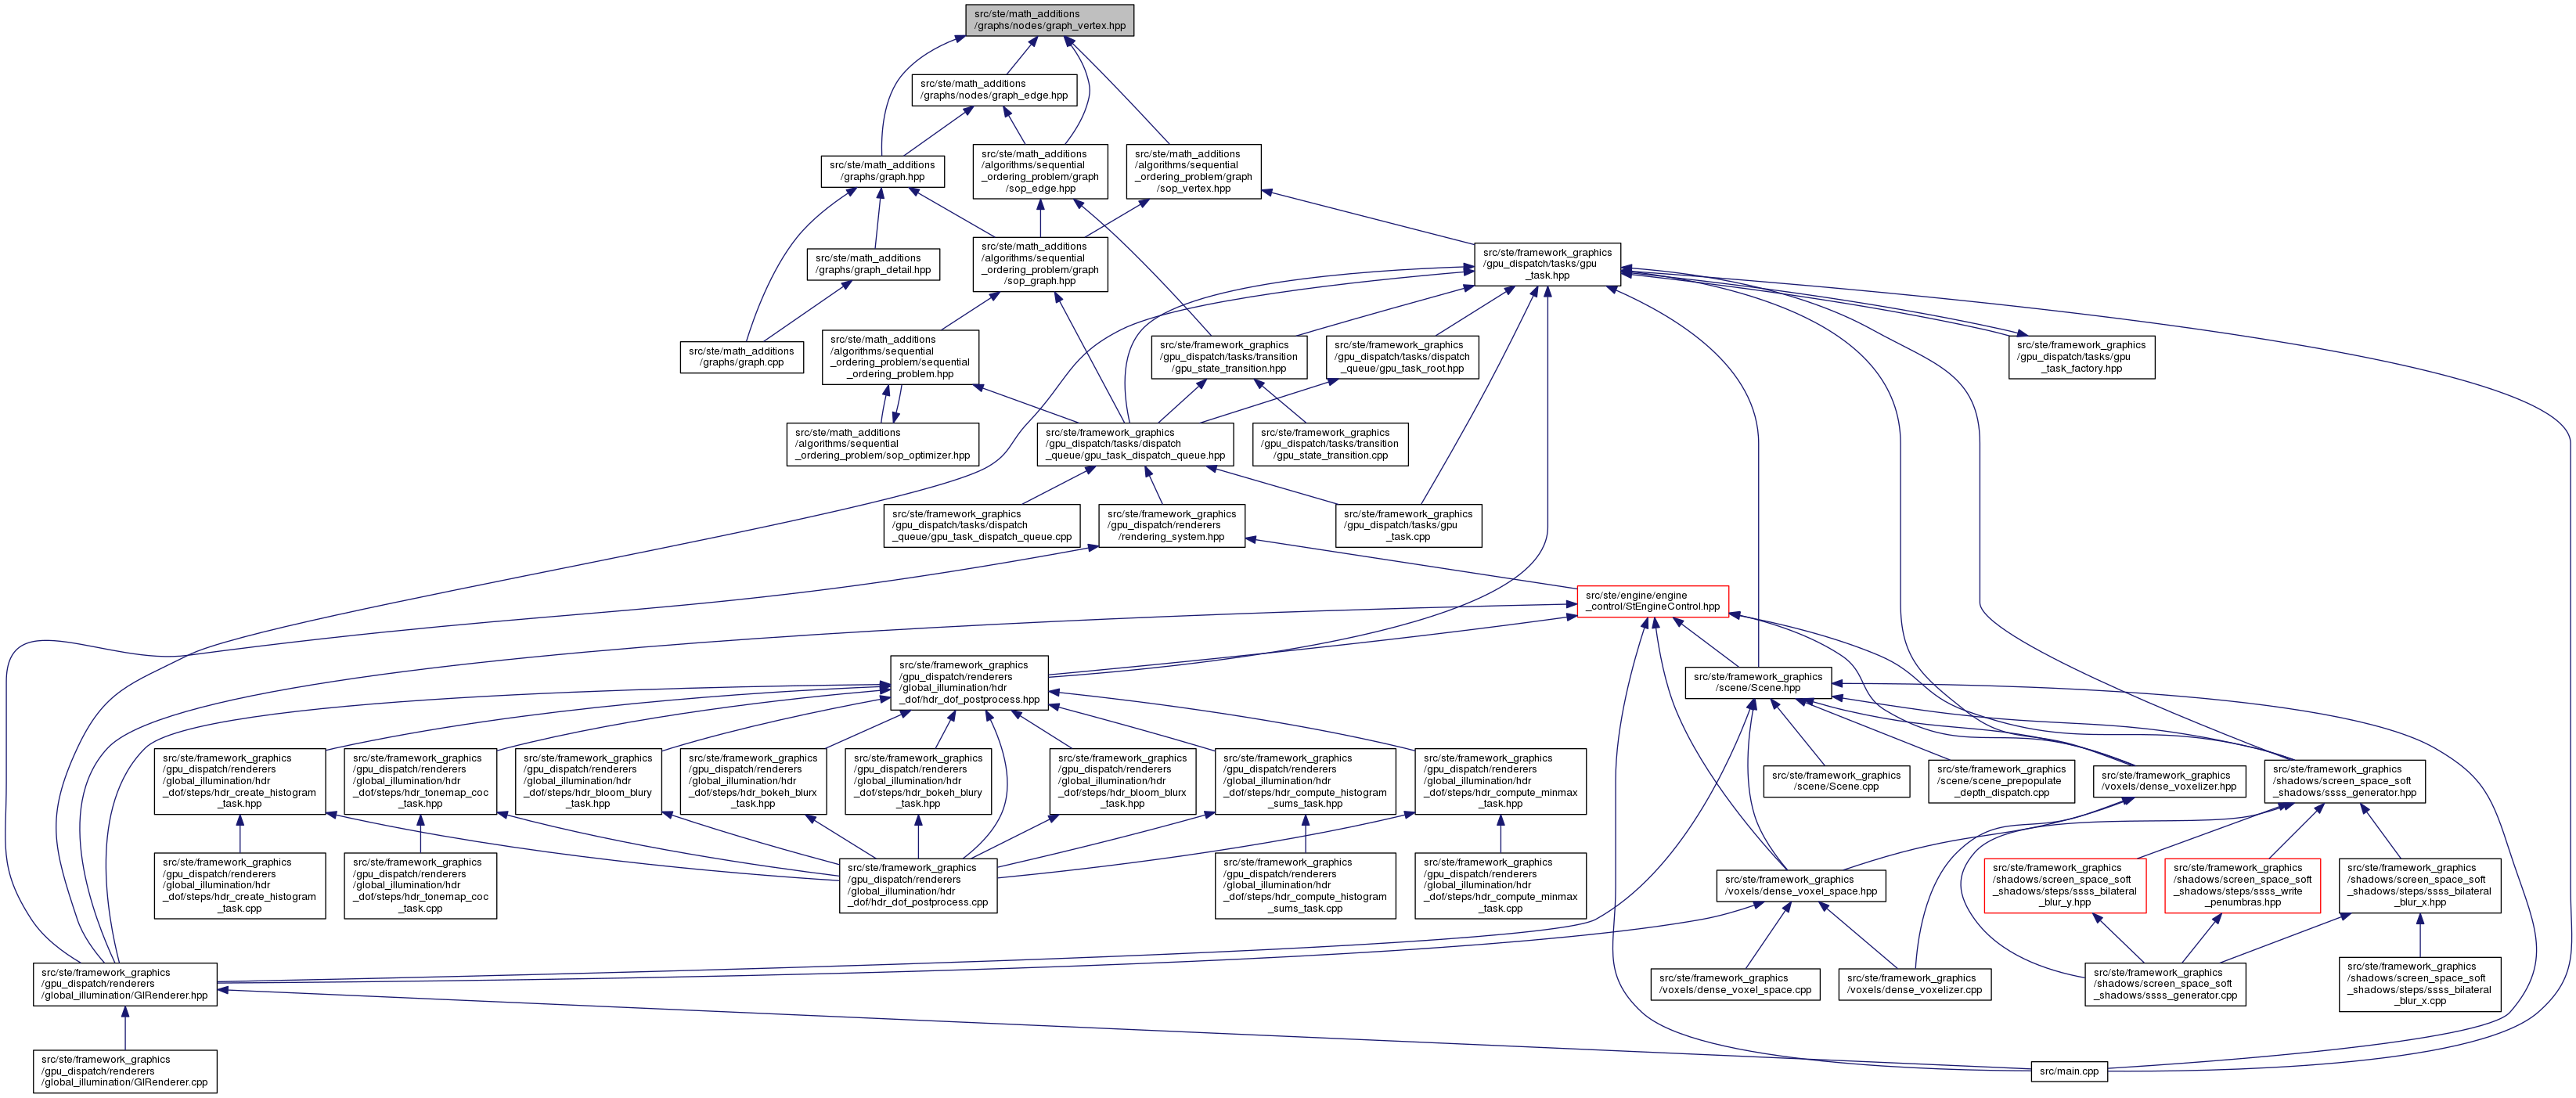 src/ste/math_additions
/graphs/nodes/graph_vertex.hpp
src/ste/math_additions
/graphs/nodes/graph_edge.hpp
src/ste/math_additions
/graphs/graph.hpp
src/ste/math_additions
/algorithms/sequential
_ordering_problem/graph
/sop_edge.hpp
src/ste/math_additions
/algorithms/sequential
_ordering_problem/graph
/sop_vertex.hpp
src/ste/math_additions
/graphs/graph_detail.hpp
src/ste/math_additions
/algorithms/sequential
_ordering_problem/graph
/sop_graph.hpp
src/ste/framework_graphics
/gpu_dispatch/tasks/gpu
_task.hpp
src/ste/math_additions
/graphs/graph.cpp
src/ste/math_additions
/algorithms/sequential
_ordering_problem/sequential
_ordering_problem.hpp
src/ste/framework_graphics
/gpu_dispatch/tasks/transition
/gpu_state_transition.hpp
src/ste/framework_graphics
/gpu_dispatch/tasks/dispatch
_queue/gpu_task_root.hpp
src/ste/framework_graphics
/gpu_dispatch/tasks/gpu
_task_factory.hpp
src/ste/math_additions
/algorithms/sequential
_ordering_problem/sop_optimizer.hpp
src/ste/framework_graphics
/gpu_dispatch/tasks/dispatch
_queue/gpu_task_dispatch_queue.hpp
src/ste/framework_graphics
/gpu_dispatch/tasks/transition
/gpu_state_transition.cpp
src/ste/framework_graphics
/gpu_dispatch/tasks/dispatch
_queue/gpu_task_dispatch_queue.cpp
src/ste/framework_graphics
/gpu_dispatch/renderers
/rendering_system.hpp
src/ste/framework_graphics
/gpu_dispatch/tasks/gpu
_task.cpp
src/ste/engine/engine
_control/StEngineControl.hpp
src/ste/framework_graphics
/gpu_dispatch/renderers
/global_illumination/hdr
_dof/hdr_dof_postprocess.hpp
src/ste/framework_graphics
/scene/Scene.hpp
src/ste/framework_graphics
/gpu_dispatch/renderers
/global_illumination/hdr
_dof/steps/hdr_create_histogram
_task.hpp
src/ste/framework_graphics
/gpu_dispatch/renderers
/global_illumination/hdr
_dof/steps/hdr_tonemap_coc
_task.hpp
src/ste/framework_graphics
/gpu_dispatch/renderers
/global_illumination/hdr
_dof/steps/hdr_bloom_blury
_task.hpp
src/ste/framework_graphics
/gpu_dispatch/renderers
/global_illumination/hdr
_dof/steps/hdr_bokeh_blurx
_task.hpp
src/ste/framework_graphics
/gpu_dispatch/renderers
/global_illumination/hdr
_dof/steps/hdr_bokeh_blury
_task.hpp
src/ste/framework_graphics
/gpu_dispatch/renderers
/global_illumination/hdr
_dof/steps/hdr_bloom_blurx
_task.hpp
src/ste/framework_graphics
/gpu_dispatch/renderers
/global_illumination/hdr
_dof/steps/hdr_compute_histogram
_sums_task.hpp
src/ste/framework_graphics
/gpu_dispatch/renderers
/global_illumination/hdr
_dof/steps/hdr_compute_minmax
_task.hpp
src/ste/framework_graphics
/scene/Scene.cpp
src/ste/framework_graphics
/scene/scene_prepopulate
_depth_dispatch.cpp
src/ste/framework_graphics
/voxels/dense_voxelizer.hpp
src/ste/framework_graphics
/shadows/screen_space_soft
_shadows/ssss_generator.hpp
src/ste/framework_graphics
/gpu_dispatch/renderers
/global_illumination/hdr
_dof/steps/hdr_create_histogram
_task.cpp
src/ste/framework_graphics
/gpu_dispatch/renderers
/global_illumination/hdr
_dof/steps/hdr_tonemap_coc
_task.cpp
src/ste/framework_graphics
/gpu_dispatch/renderers
/global_illumination/hdr
_dof/hdr_dof_postprocess.cpp
src/ste/framework_graphics
/gpu_dispatch/renderers
/global_illumination/hdr
_dof/steps/hdr_compute_histogram
_sums_task.cpp
src/ste/framework_graphics
/gpu_dispatch/renderers
/global_illumination/hdr
_dof/steps/hdr_compute_minmax
_task.cpp
src/ste/framework_graphics
/voxels/dense_voxel_space.hpp
src/ste/framework_graphics
/shadows/screen_space_soft
_shadows/steps/ssss_bilateral
_blur_y.hpp
src/ste/framework_graphics
/shadows/screen_space_soft
_shadows/steps/ssss_write
_penumbras.hpp
src/ste/framework_graphics
/shadows/screen_space_soft
_shadows/steps/ssss_bilateral
_blur_x.hpp
src/ste/framework_graphics
/gpu_dispatch/renderers
/global_illumination/GIRenderer.hpp
src/ste/framework_graphics
/voxels/dense_voxel_space.cpp
src/ste/framework_graphics
/voxels/dense_voxelizer.cpp
src/ste/framework_graphics
/shadows/screen_space_soft
_shadows/ssss_generator.cpp
src/ste/framework_graphics
/shadows/screen_space_soft
_shadows/steps/ssss_bilateral
_blur_x.cpp
src/ste/framework_graphics
/gpu_dispatch/renderers
/global_illumination/GIRenderer.cpp
src/main.cpp